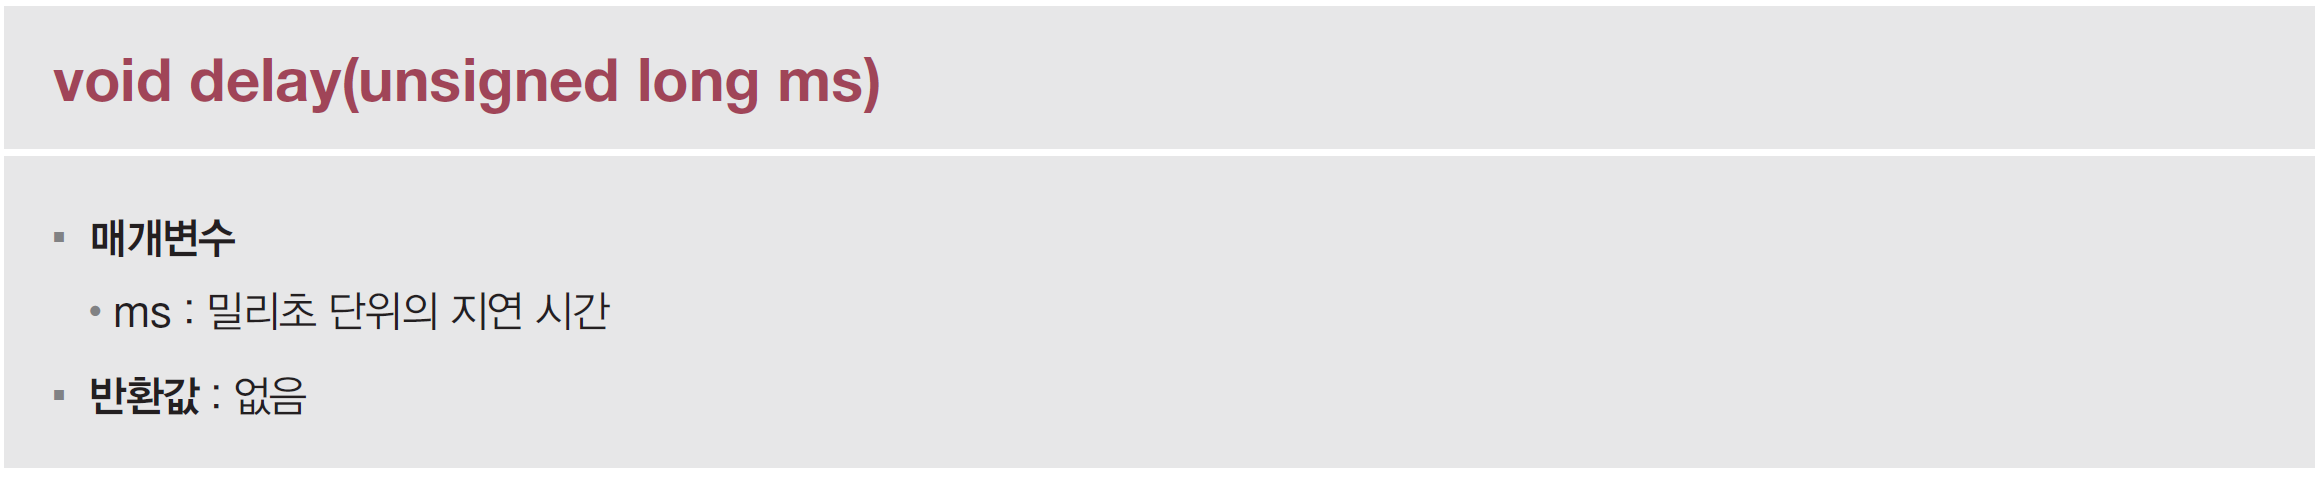 void delay(unsigned long ms)
▪ 매개변수
• ms : 밀리초 단위의 지연 시간
▪ 반환값 : 없음